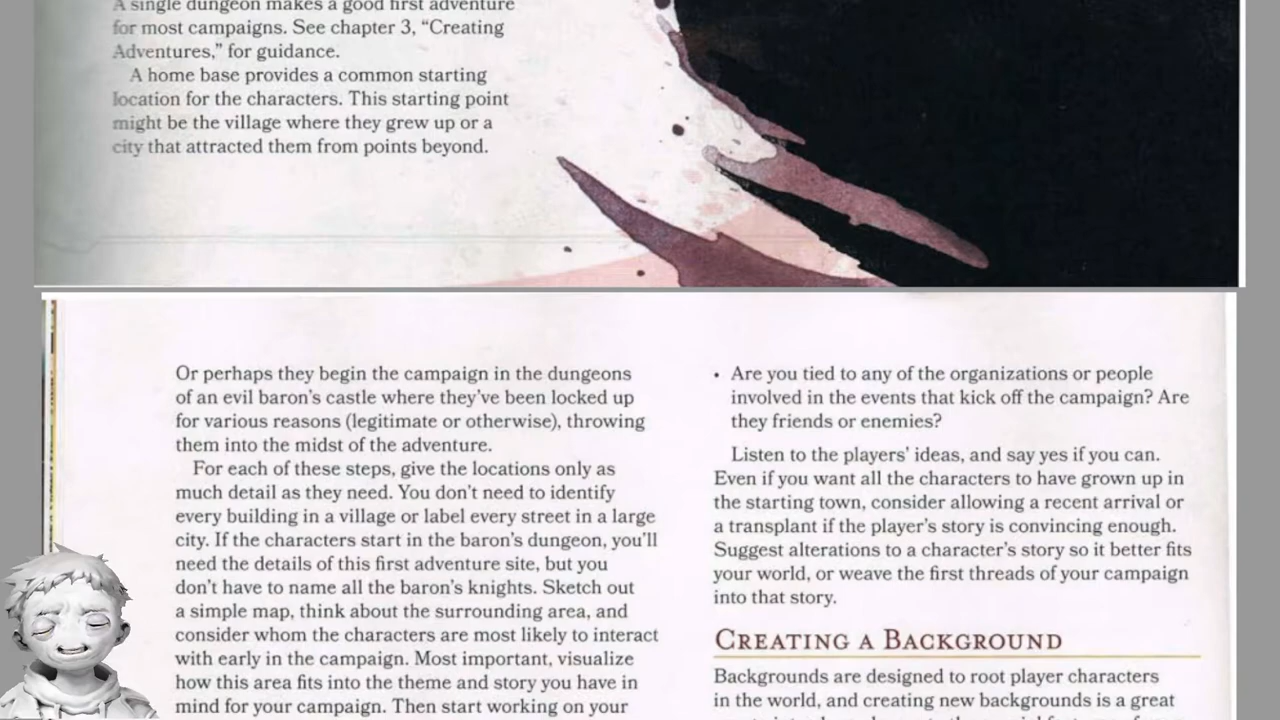 A single dungeon makes a good first adventure
for most campaigns. See chapter 3, “Creating
Adventures,” for guidance.
A home base provides a common starting
location for the characters. This starting point
might be the village where they grew up or a
city that attracted them from points beyond.
Or perhaps they begin the campaign in the dungeons
of an evil baron’s castle where they’ve been locked up
for various reasons (legitimate or otherwise), throwing
them into the midst of the adventure.
For each of these steps, give the locations only as
much detail as they need. You don’t need to identify
every building in a village or label every street in a large
city. If the characters start in the baron’s dungeon, you’ll
need the details of this first adventure site, but you
don’t have to name all the baron’s knights. Sketch out
a simple map, think about the surrounding area, and
consider whom the characters are most likely to interact
with early in the campaign. Most important, visualize
how this area fits into the theme and story you have in
mind for your campaign. Then start working on your
• Are you tied to any of the organizations or people
involved in the events that kick off the campaign? Are
they friends or enemies?
Listen to the players’ ideas, and say yes if you can.
Even if you want all the characters to have grown up in
the starting town, consider allowing a recent arrival or
a transplant if the player’s story is convincing enough.
Suggest alterations to a character’s story so it better fits
your world, or weave the first threads of your campaign
into that story.
CREATING A BACKGROUND
Backgrounds are designed to root player characters
in the world, and creating new backgrounds is a great